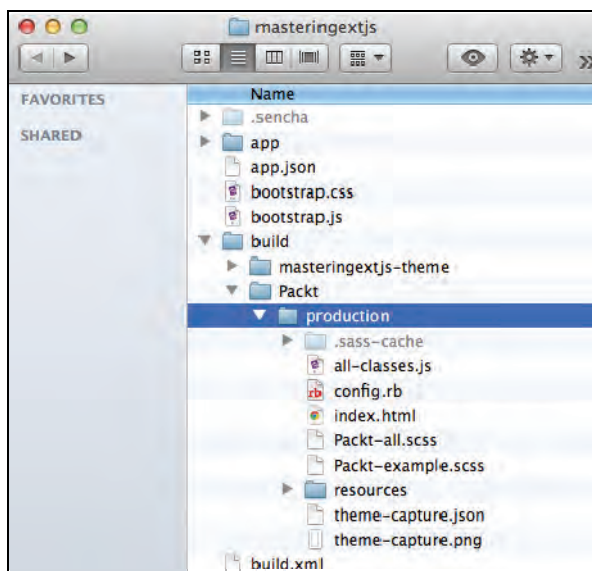 masteringextjs
FAVORITES
SHARED
Name
.sencha
app
app.json
bootstrap.css
bootstrap.js
build
masteringextjs-theme
Packt
production
.sass-cache
all-classes.js
config.rb
index.html
Packt-all.scss
Packt-example.scss
resources
theme-capture.json
theme-capture.png
build.xml